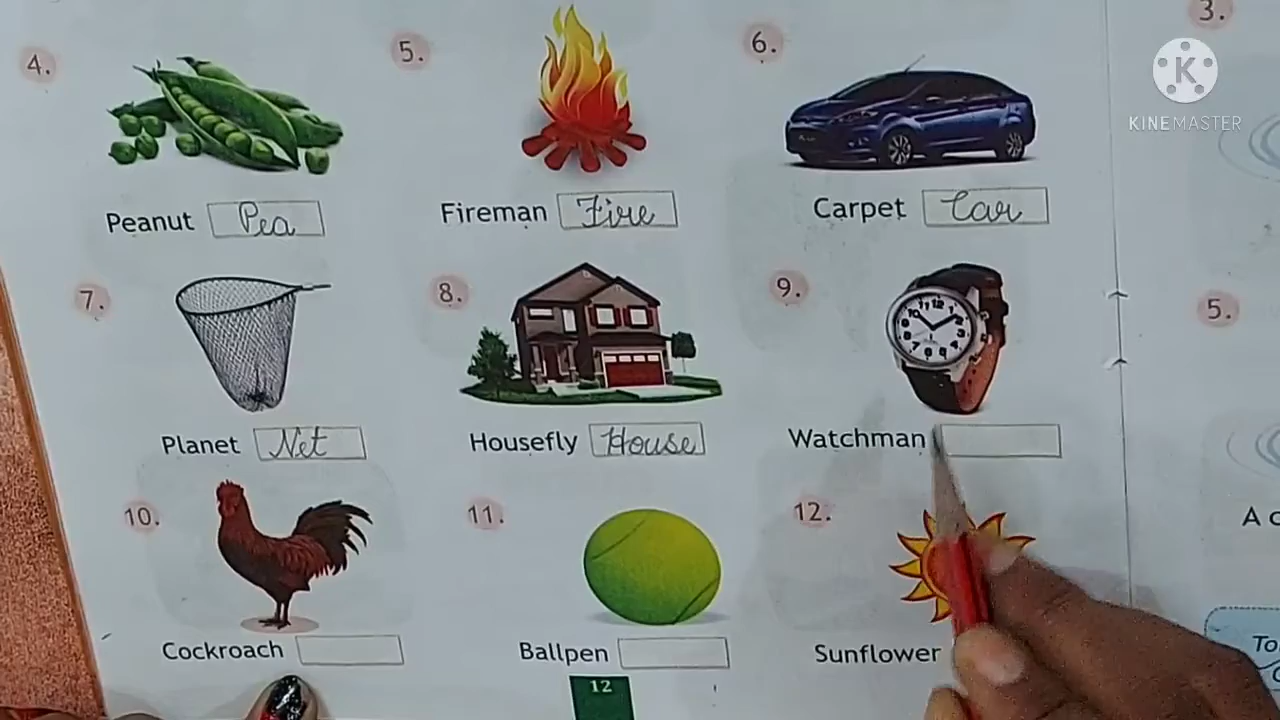 3.
4.
5.
6.
K
KINEMASTER
Peanut Pea
Fireman Fire
Carpet Car
7.
8.
9.
5.
Planet Net
Housefly House
Watchman
10.
11.
12.
A c
Cockroach
Ballpen
Sunflower
To
12